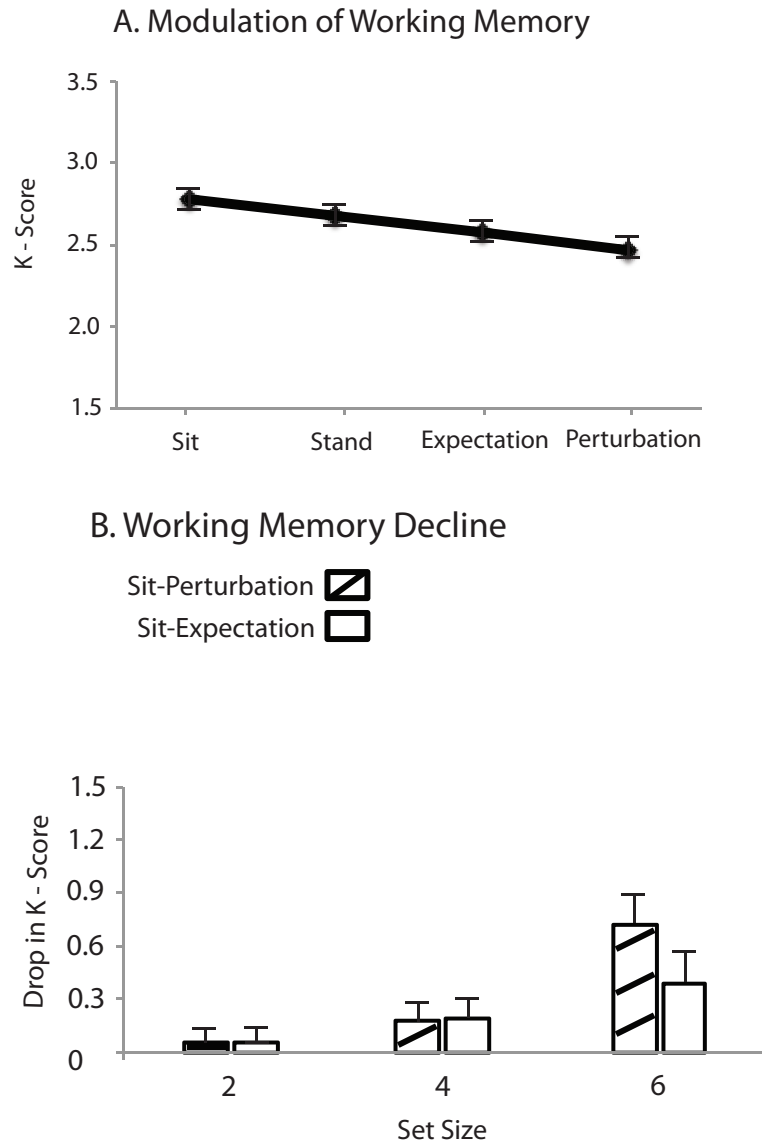 A. Modulation of Working Memory
3.5
3.0
2.5
2.0
1.5
K - Score
Sit Stand Expectation Perturbation
B. Working Memory Decline
Sit-Perturbation
Sit-Expectation
1.5
1.2
0.9
0.6
0.3
0
Drop in K - Score
2 4 6
Set Size